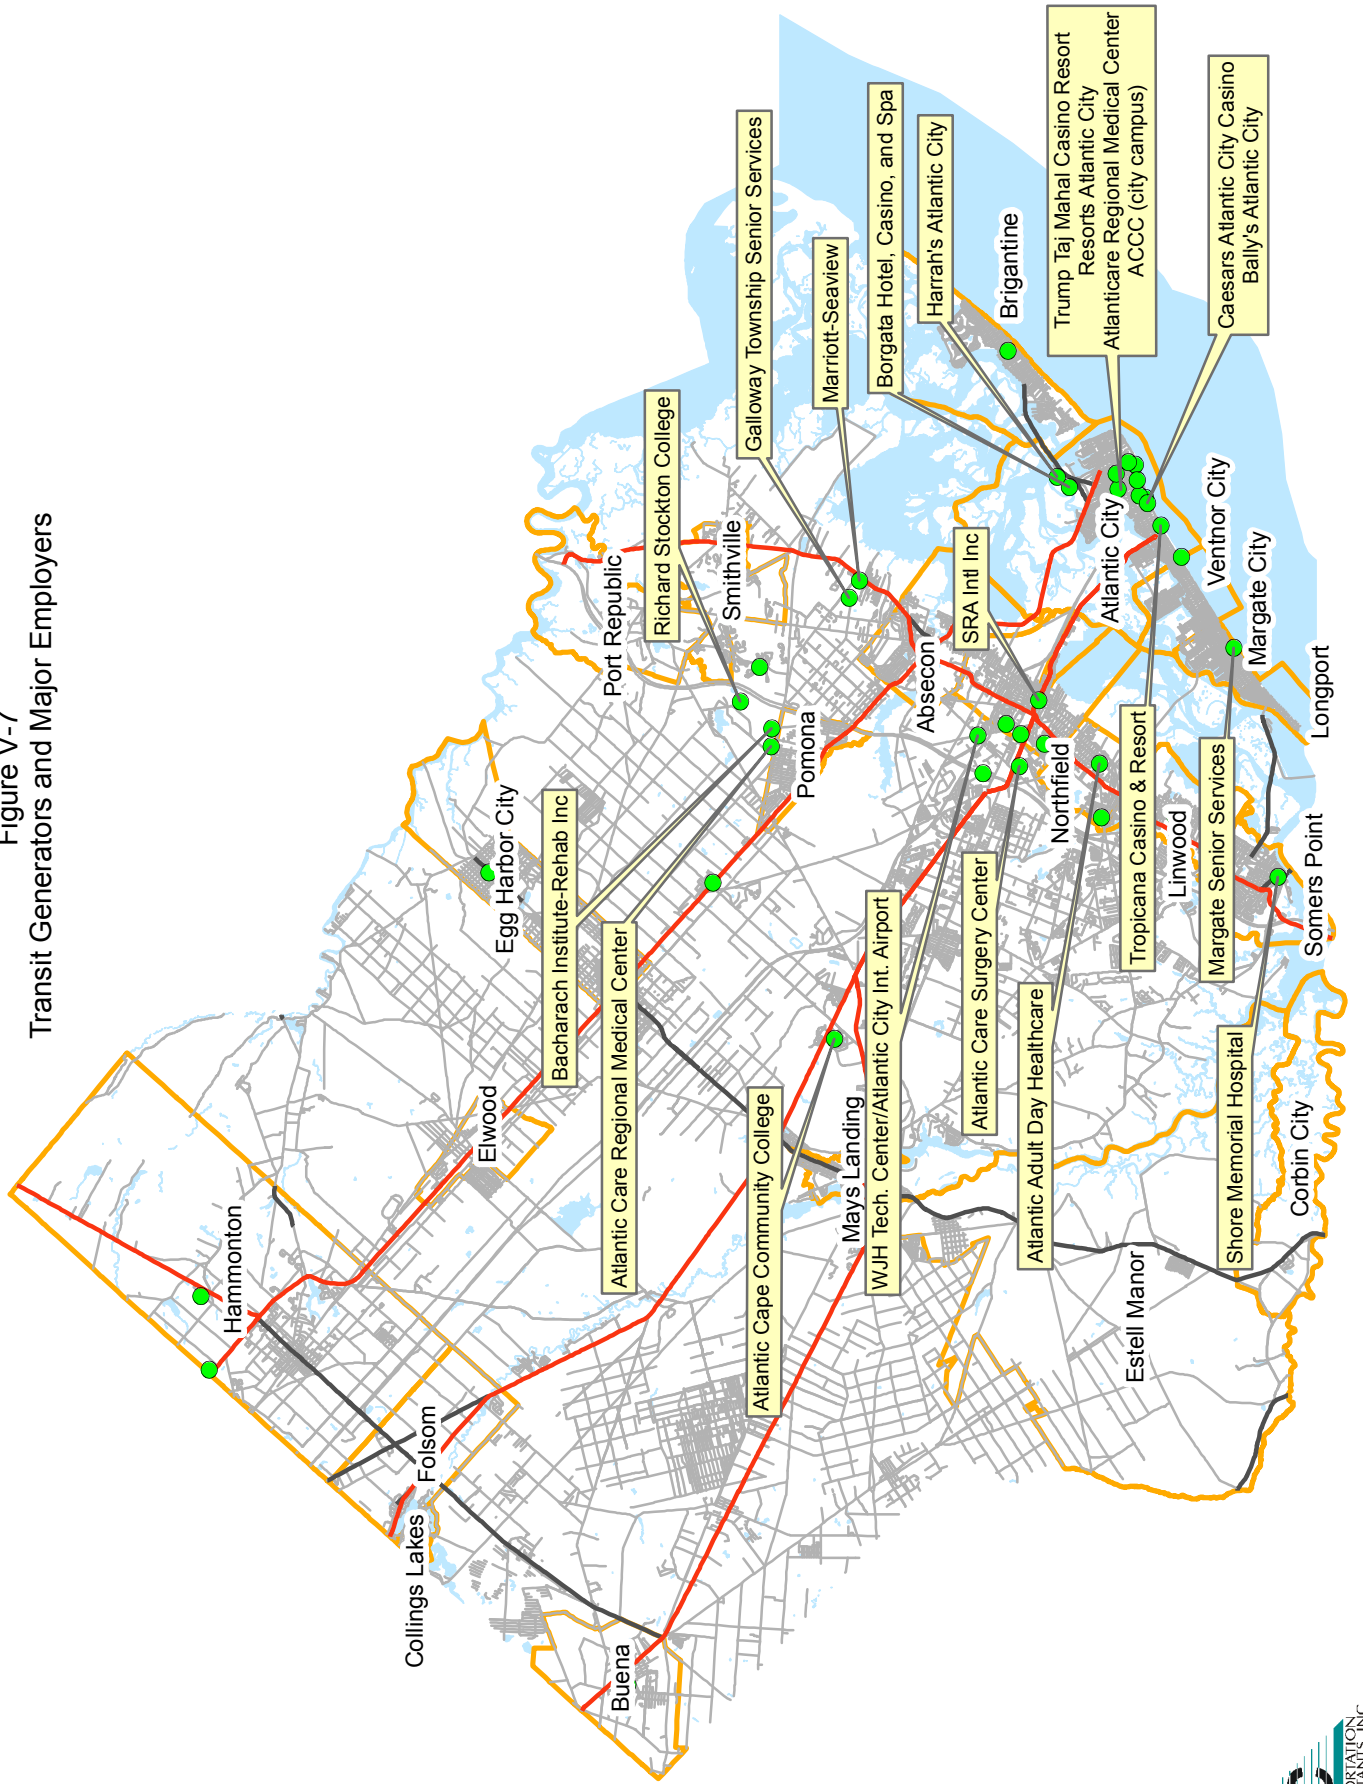 Figure V-7
Transit Generators and Major Employers
Hammonton
Folsom
Collings Lakes
Buena
Elwood
Egg Harbor City
Port Republic
Smithville
Pomona
Absecon
Brigantine
Atlantic City
Ventnor City
Margate City
Longport
Northfield
Linwood
Somers Point
Mays Landing
Estell Manor
Corbin City
Richard Stockton College
Galloway Township Senior Services
Marriott-Seaview
Borgata Hotel, Casino, and Spa
Harrah's Atlantic City
Trump Taj Mahal Casino Resort
Resorts Atlantic City
Atlanticare Regional Medical Center
ACCC (city campus)
Caesars Atlantic City Casino
Bally's Atlantic City
SRA Intl Inc
Bacharach Institute-Rehab Inc
Atlantic Care Regional Medical Center
Atlantic Cape Community College
WJH Tech. Center/Atlantic City Int. Airport
Atlantic Care Surgery Center
Atlantic Adult Day Healthcare
Tropicana Casino & Resort
Margate Senior Services
Shore Memorial Hospital